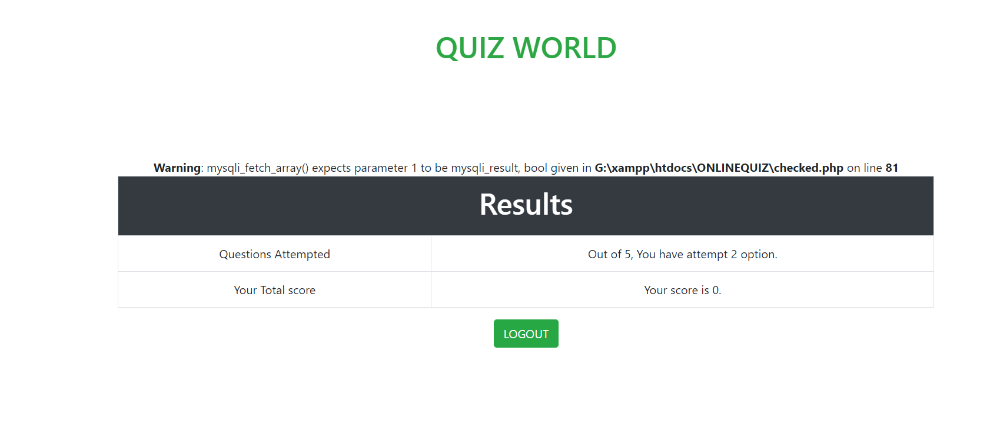 QUIZ WORLD
Warning: mysqli_fetch_array() expects parameter 1 to be mysqli_result, bool given in G:\xampp\htdocs\ONLINEQUIZ\checked.php on line 81
Results
Questions Attempted Out of 5, You have attempt 2 option.
Your Total score Your score is 0.
LOGOUT